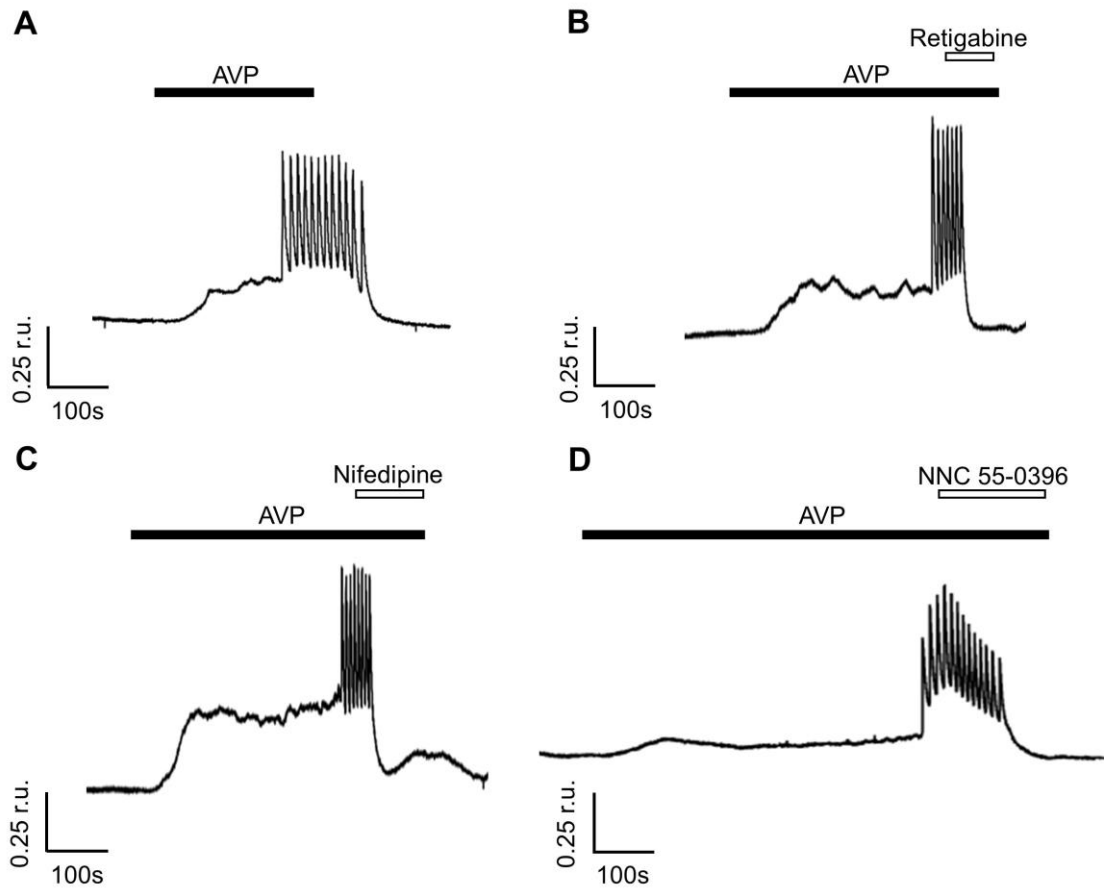 A
AVP
0.25 r.u.
100s
B
Retigabine
AVP
0.25 r.u.
100s
C
Nifedipine
AVP
0.25 r.u.
100s
D
NNC 55-0396
AVP
0.25 r.u.
100s